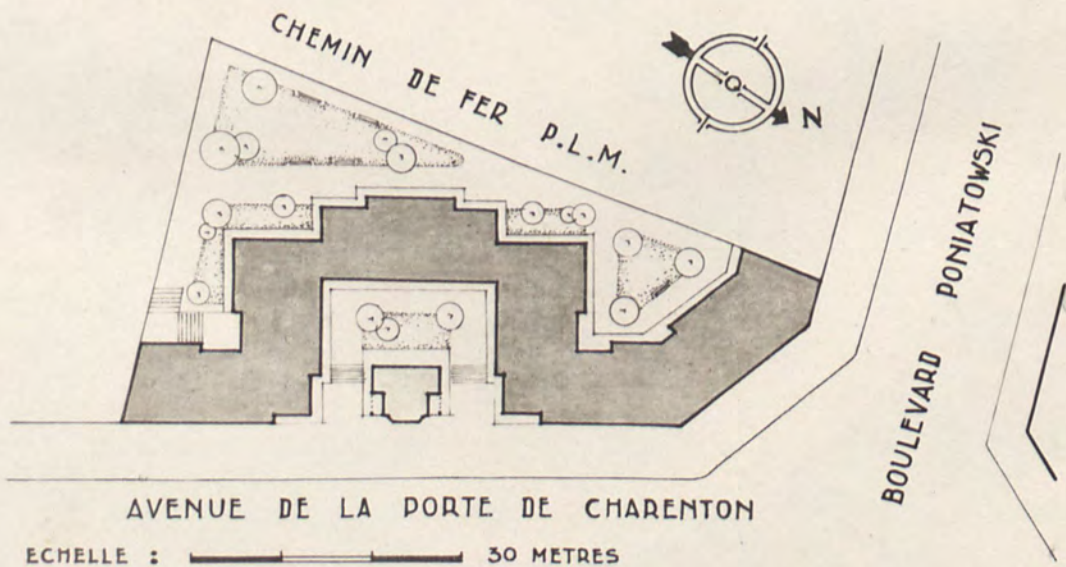 CHEMIN DE FER P.L.M.
N
BOULEVARD PONIATOWSKI
AVENUE DE LA PORTE DE CHARENTON
ECHELLE : 30 METRES